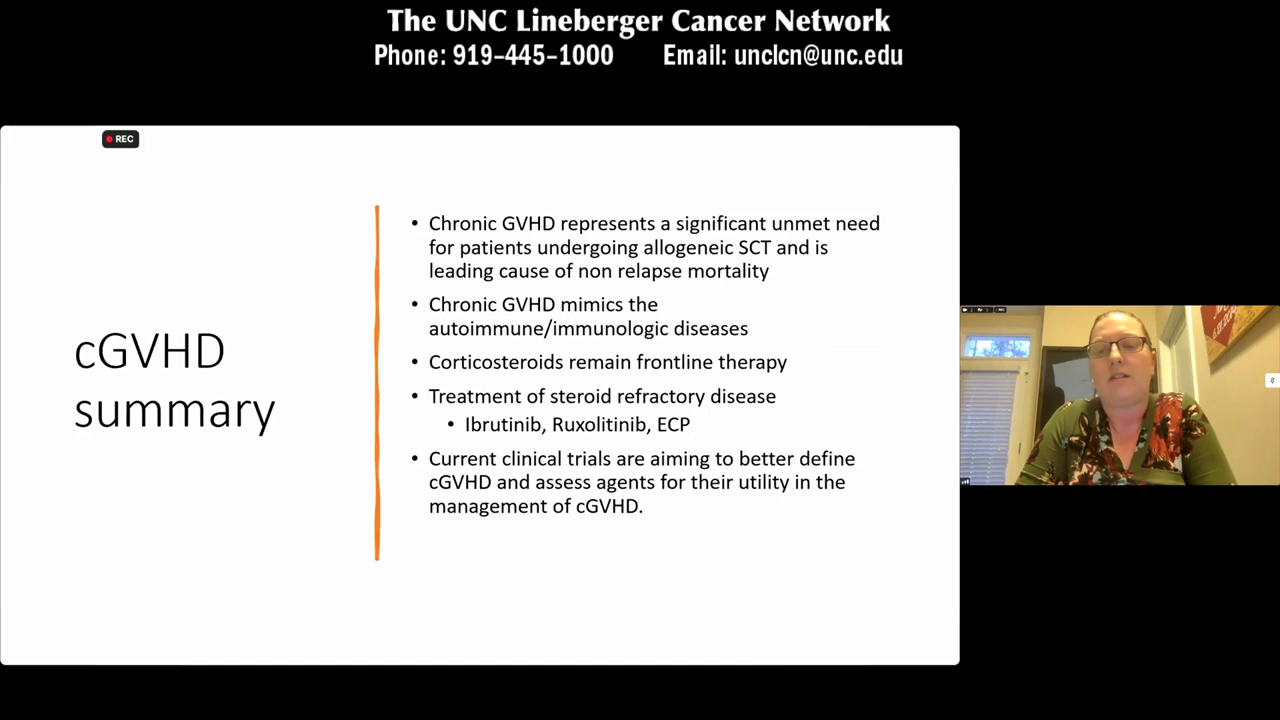 The UNC Lineberger Cancer Network
Phone: 919-445-1000 Email: unclcn@unc.edu
REC
cGVHD
summary
• Chronic GVHD represents a significant unmet need
for patients undergoing allogeneic SCT and is
leading cause of non relapse mortality
• Chronic GVHD mimics the
autoimmune/immunologic diseases
• Corticosteroids remain frontline therapy
• Treatment of steroid refractory disease
• Ibrutinib, Ruxolitinib, ECP
• Current clinical trials are aiming to better define
cGVHD and assess agents for their utility in the
management of cGVHD.